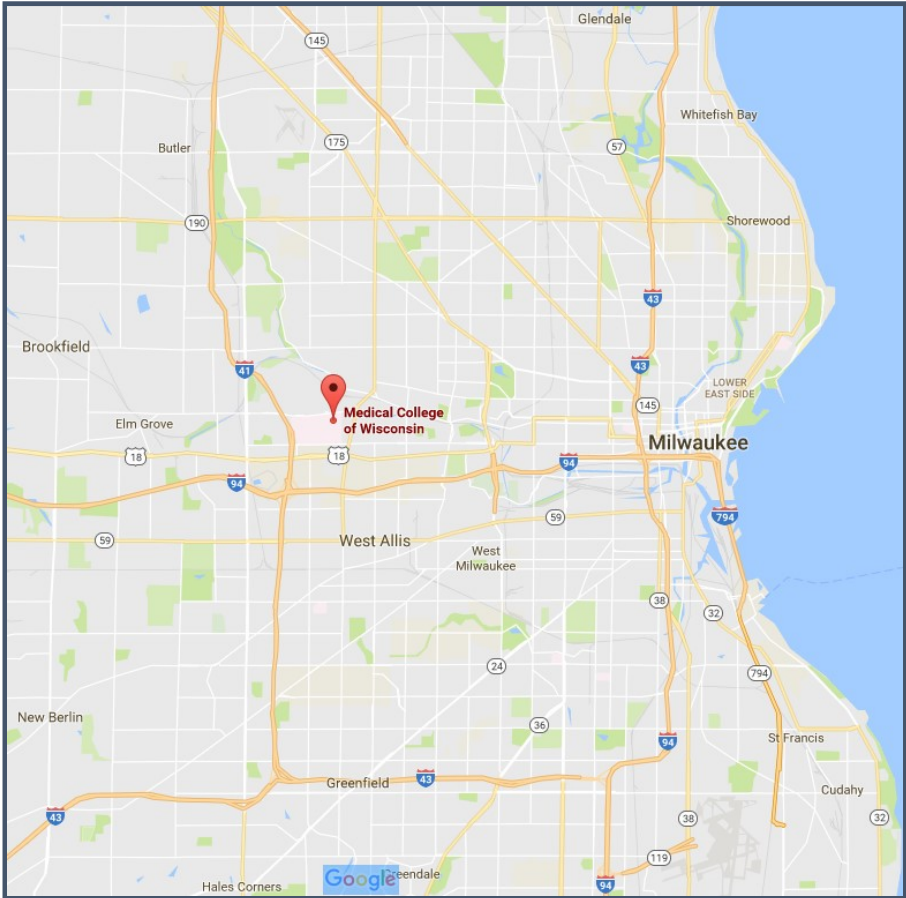 Glendale
145
Whitefish Bay
175
57
Butler
190
Shorewood
43
Brookfield
43
41
LOWER
EAST SIDE
145
Medical College
of Wisconsin
Elm Grove
Milwaukee
18
18
94
94
59
794
59
West Allis
West
Milwaukee
38
32
24
794
New Berlin
36
94
St Francis
Greenfield
43
Cudahy
43
38
32
119
Hales Corners
Google
eendale
94